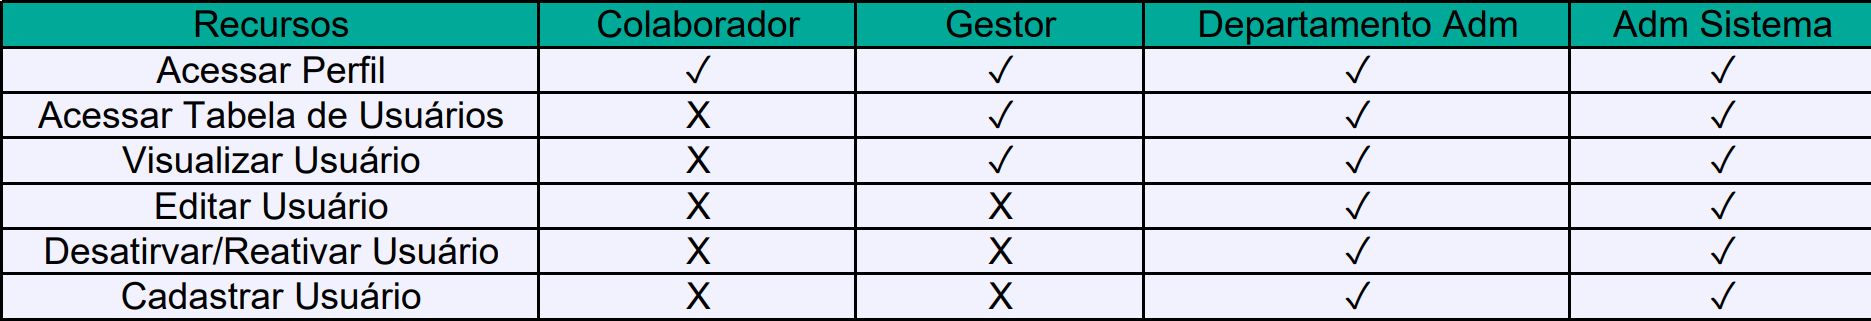 Recursos Colaborador Gestor Departamento Adm Adm Sistema
Acessar Perfil ✓ ✓ ✓ ✓
Acessar Tabela de Usuários X ✓ ✓ ✓
Visualizar Usuário X ✓ ✓ ✓
Editar Usuário X X ✓ ✓
Desatirvar/Reativar Usuário X X ✓ ✓
Cadastrar Usuário X X ✓ ✓